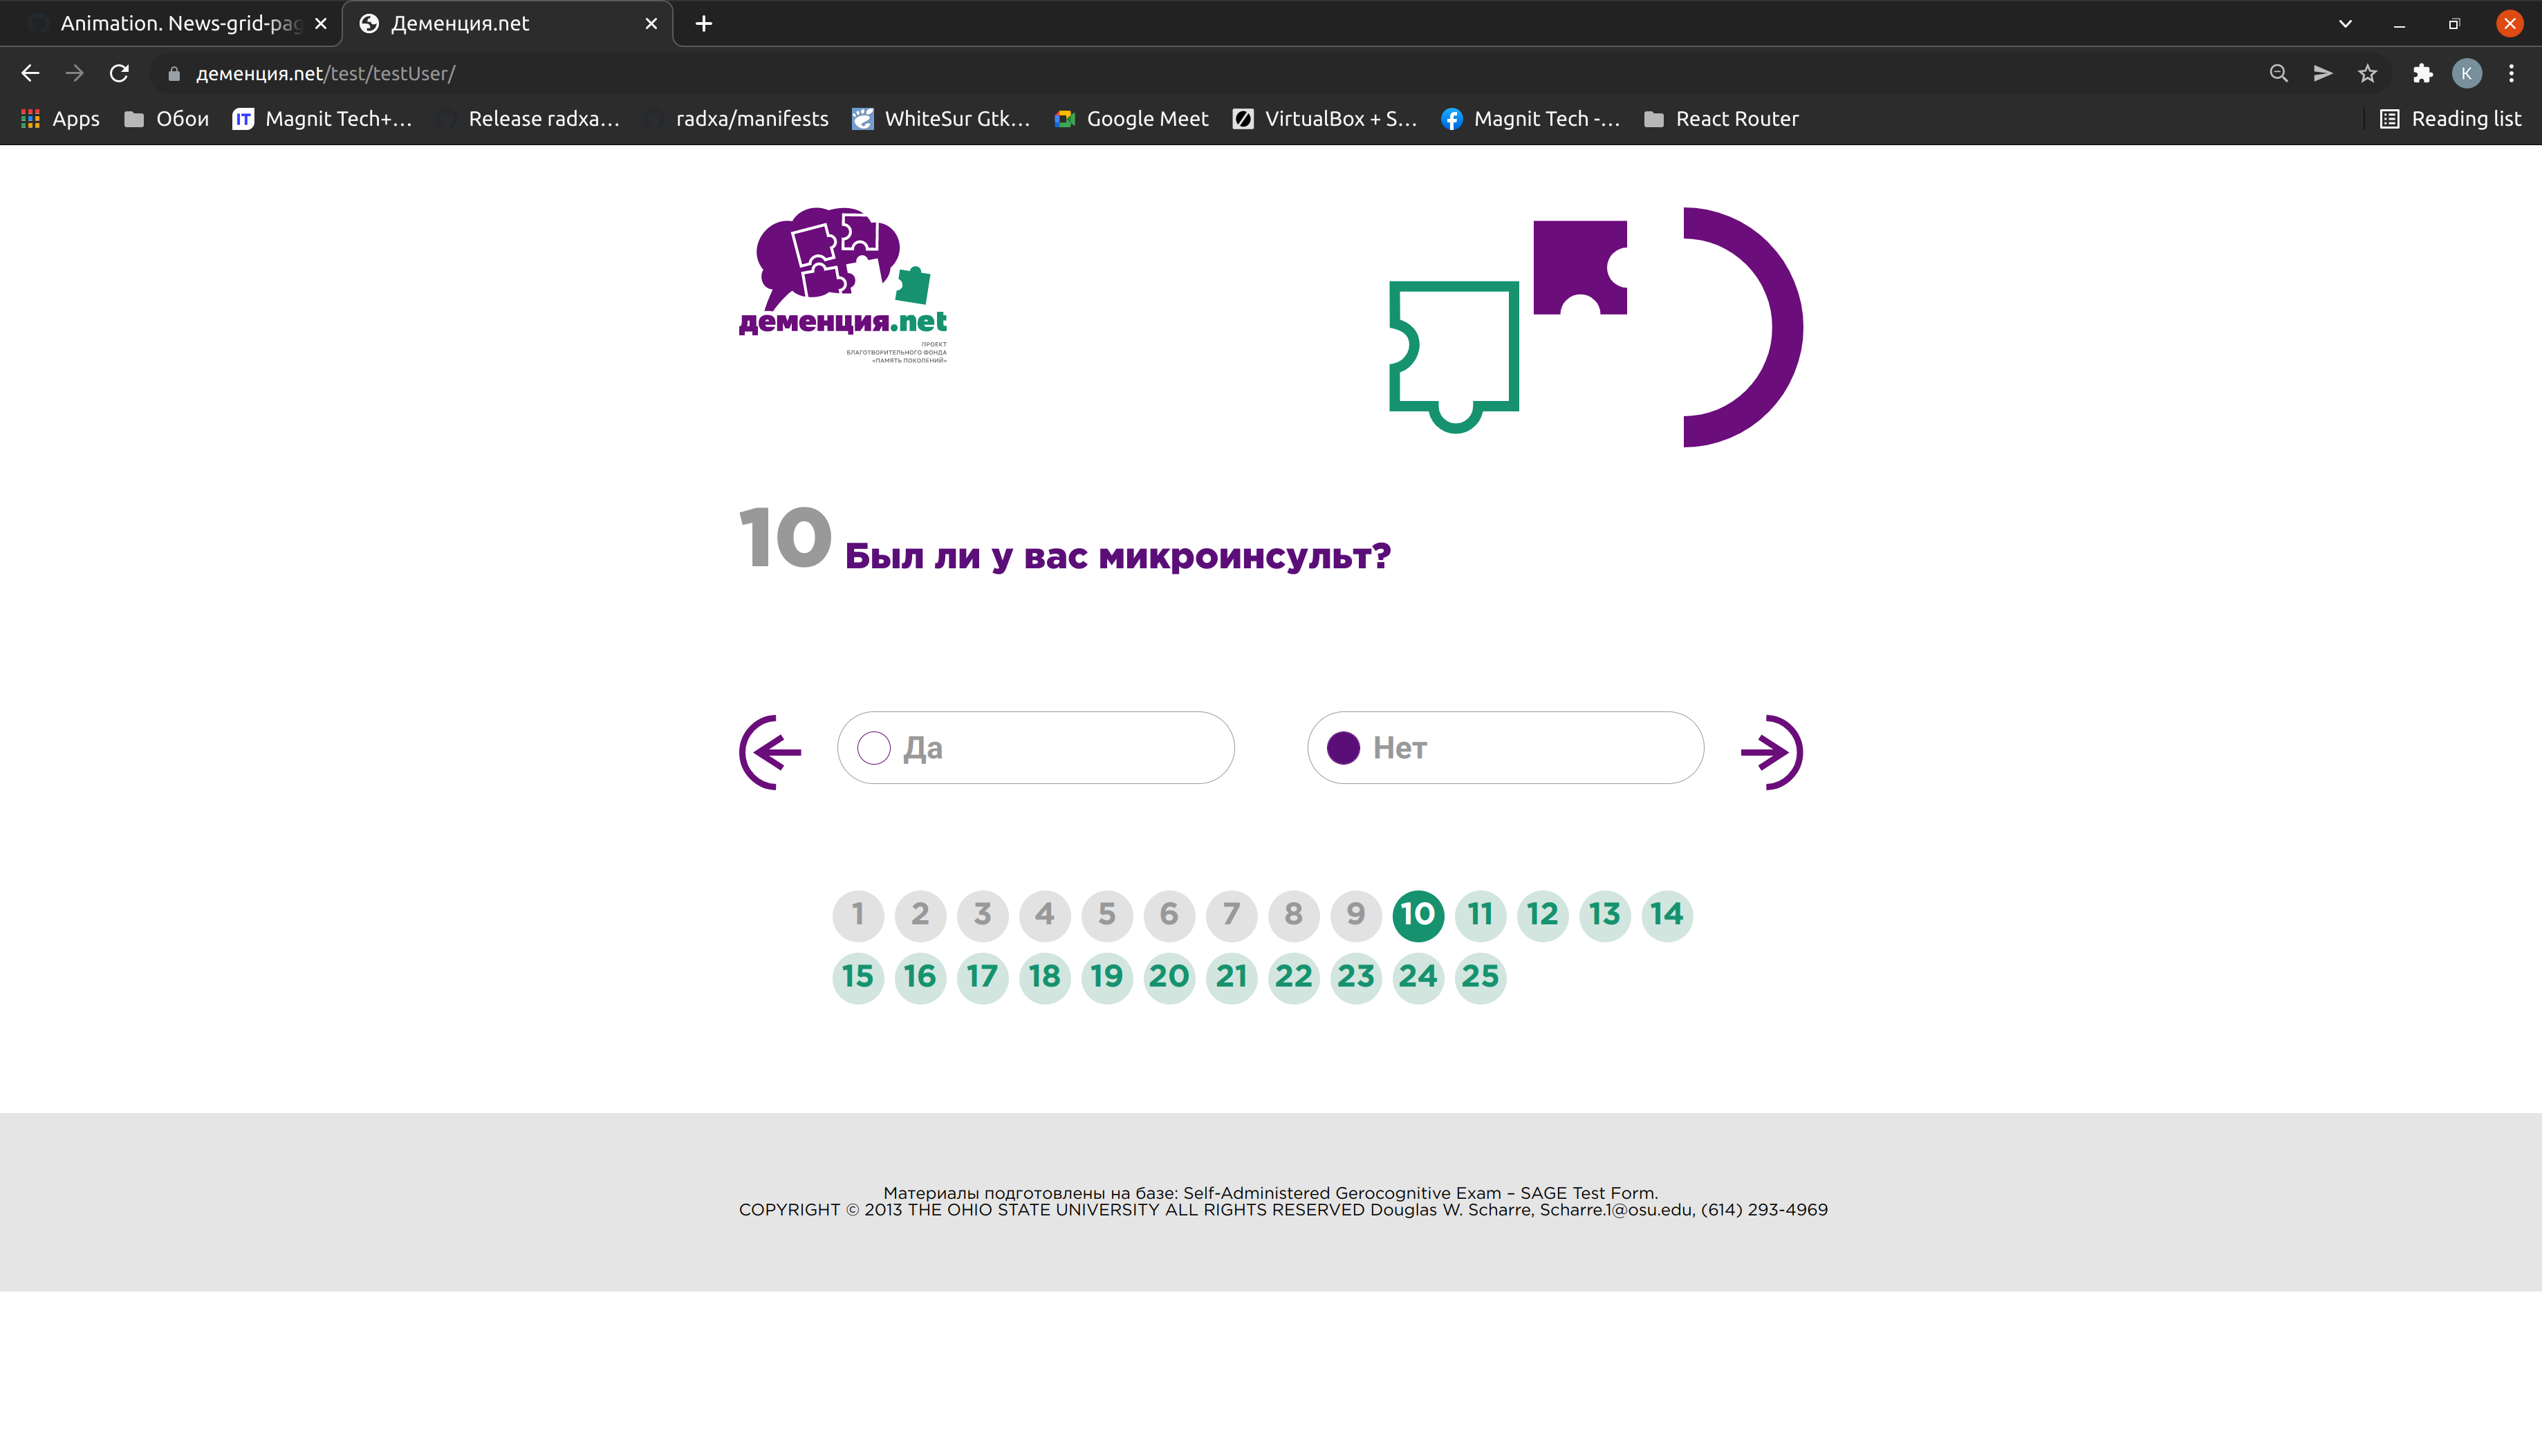 Animation. News-grid-pag
Деменция.net
деменция.net/test/testUser/
K
Apps
Обои
IT
Magnit Tech+...
Release radxa...
radxa/manifests
WhiteSur Gtk...
Google Meet
VirtualBox + S...
Magnit Tech -...
React Router
Reading list
деменция.net
ПРОЕКТ
БЛАГОТВОРИТЕЛЬНОГО ФОНДА
«ПАМЯТЬ ПОКОЛЕНИЙ»
10 Был ли у вас микроинсульт?
Да
Нет
1 2 3 4 5 6 7 8 9 10 11 12 13 14
15 16 17 18 19 20 21 22 23 24 25
Материалы подготовлены на базе: Self-Administered Gerocognitive Exam – SAGE Test Form.
COPYRIGHT © 2013 THE OHIO STATE UNIVERSITY ALL RIGHTS RESERVED Douglas W. Scharre, Scharre.1@osu.edu, (614) 293-4969